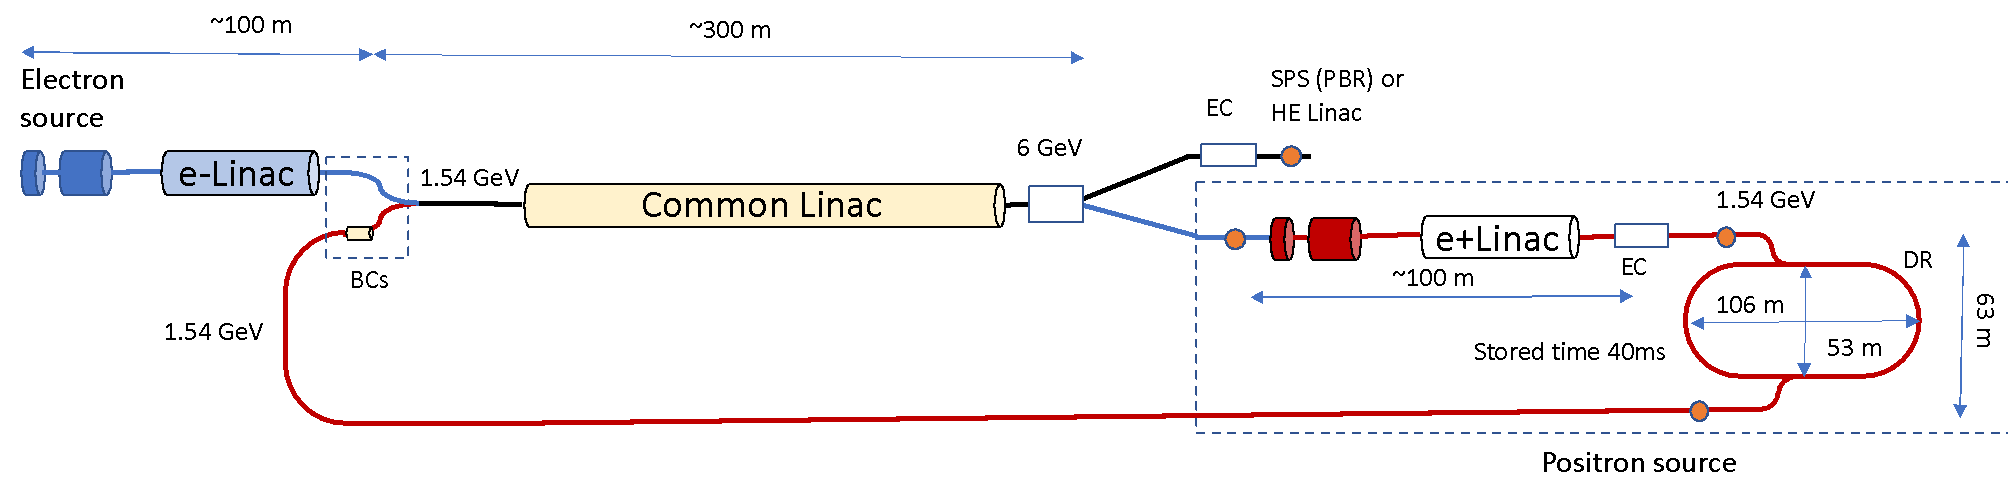 ~100 m
~300 m
Electron
source
SPS (PBR) or
HE Linac
EC
6 GeV
e-Linac
1.54 GeV
Common Linac
1.54 GeV
e+Linac
EC
DR
BCs
~100 m
106 m
63 m
1.54 GeV
53 m
Stored time 40ms
Positron source